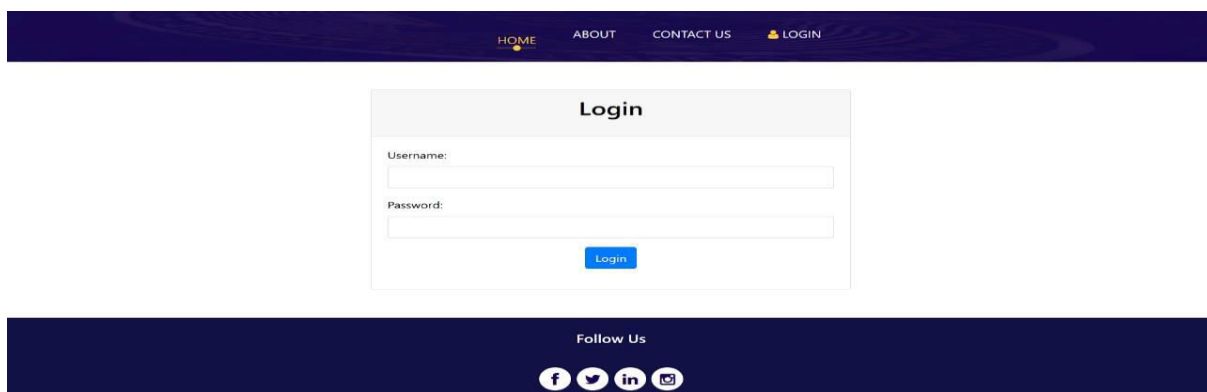 HOME ABOUT CONTACT US LOGIN
Login
Username:
Password:
Login
Follow Us